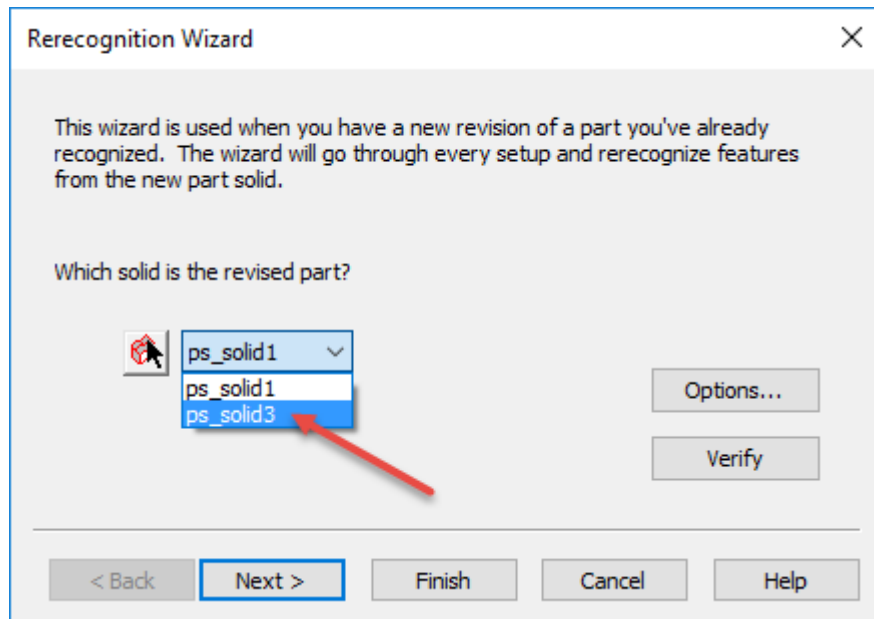 Rerecognition Wizard
This wizard is used when you have a new revision of a part you've already
recognized.  The wizard will go through every setup and rerecognize features
from the new part solid.
Which solid is the revised part?
ps_solid1
ps_solid1
ps_solid3
Options...
Verify
< Back
Next >
Finish
Cancel
Help